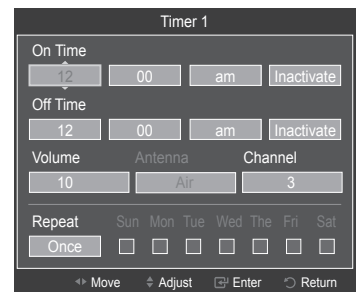 Timer 1
On Time
12 00 am Inactivate
Off Time
12 00 am Inactivate
Volume Antenna Channel
10 Air 3
Repeat Sun Mon Tue Wed The Fri Sat
Once
Move Adjust Enter Return